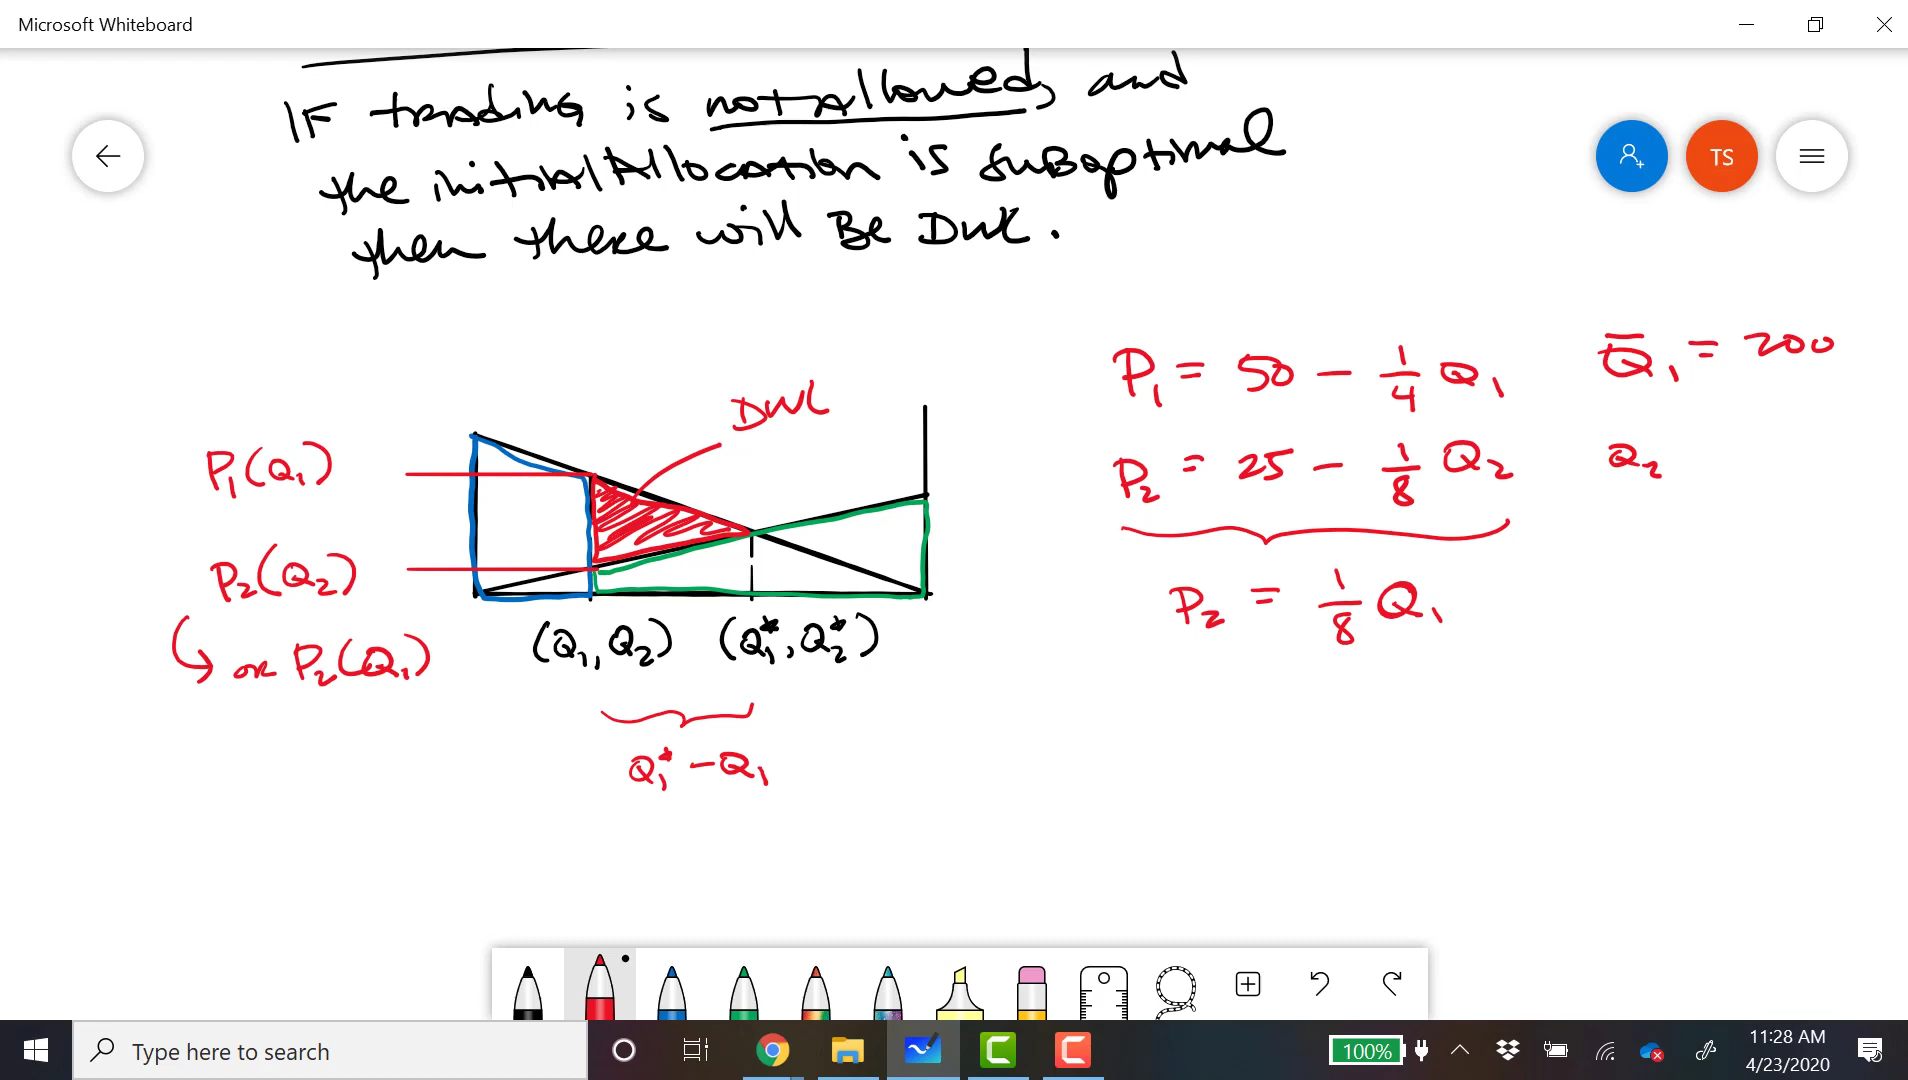 Microsoft Whiteboard
IF trading is not allowed, and
the initial Allocation is suboptimal
then there will Be DWL.
TS
P₁ = 50 − 1/4 Q₁
Q̄₁ = 200
DWL
P₁(Q₁)
P₂ = 25 − 1/8 Q₂
Q₂
P₂(Q₂)
P₂ = 1/8 Q₁
(Q₁, Q₂) (Q₁*, Q₂*)
or P₂(Q₁)
Q₁* − Q₁
Type here to search
100%
11:28 AM
4/23/2020